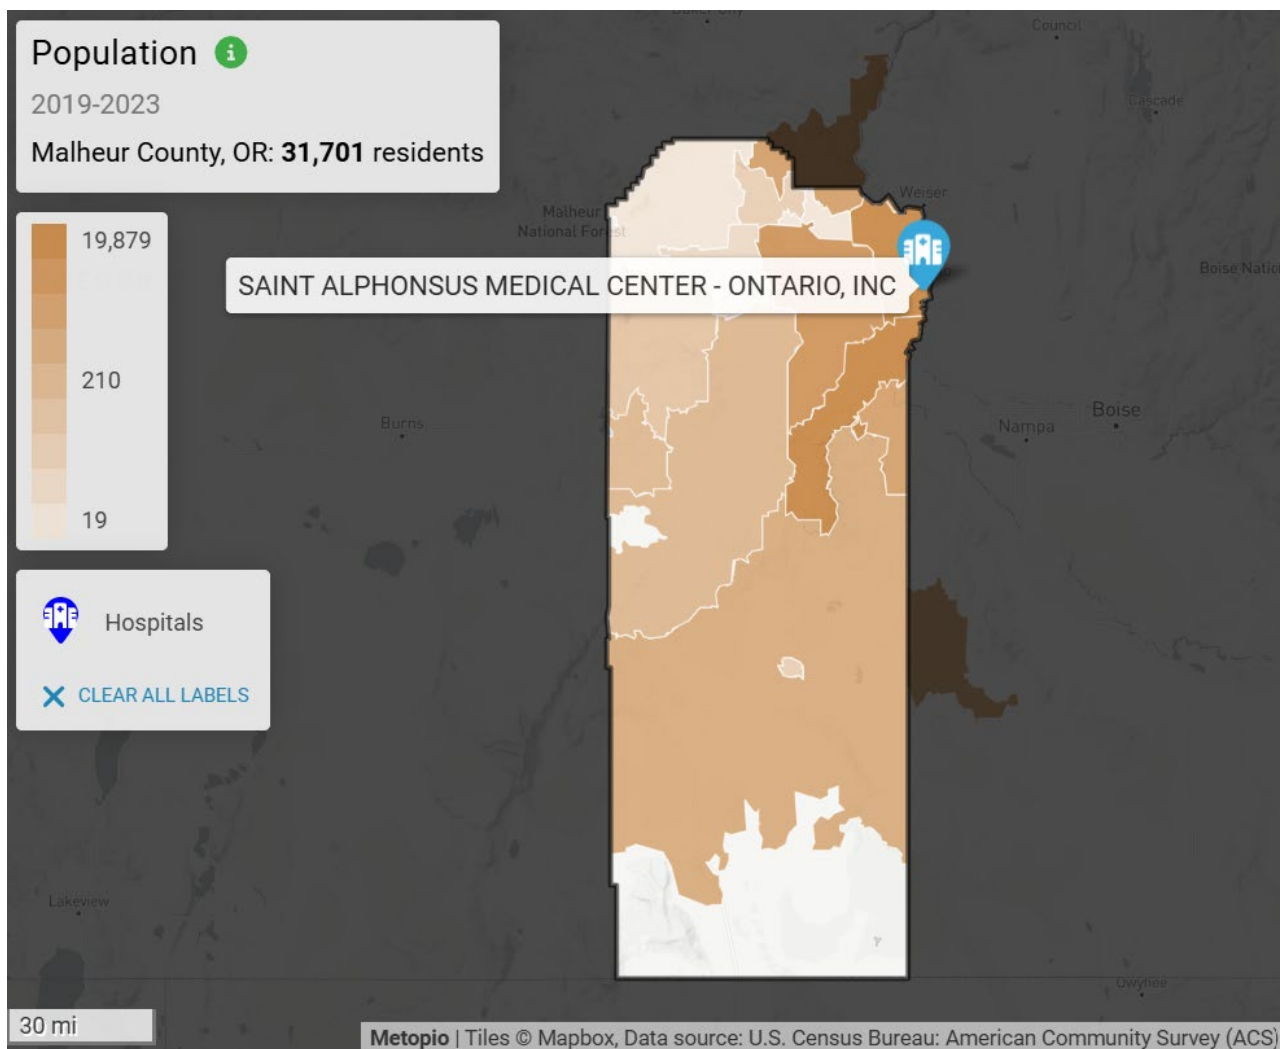 Baker City
Council
Population
2019-2023
Malheur County, OR: 31,701 residents
Cascade
Weiser
Malheur
National Forest
19,879
210
19
SAINT ALPHONSUS MEDICAL CENTER - ONTARIO, INC
Burns
Nampa
Boise
Hospitals
CLEAR ALL LABELS
Lakeview
Owyhee
30 mi
Metopio | Tiles © Mapbox, Data source: U.S. Census Bureau: American Community Survey (ACS)